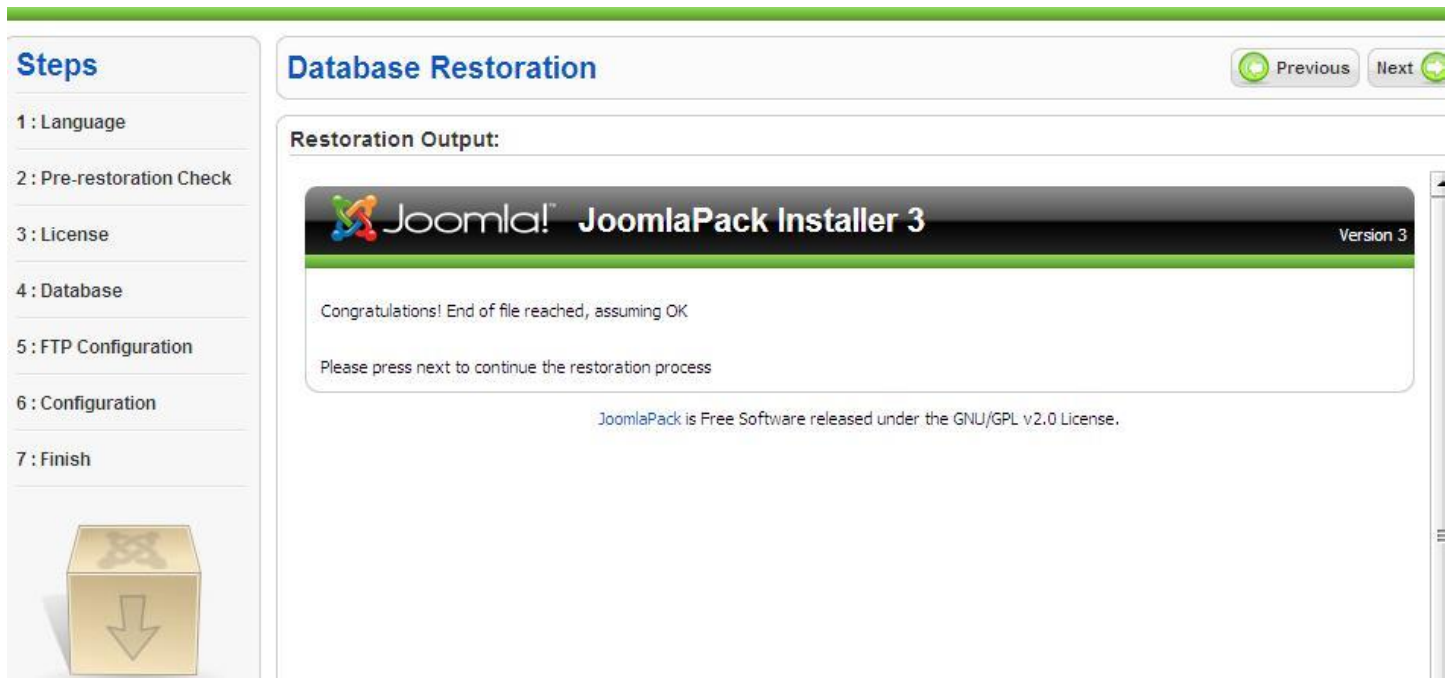 Steps
1 : Language
2 : Pre-restoration Check
3 : License
4 : Database
5 : FTP Configuration
6 : Configuration
7 : Finish
Database Restoration
Previous
Next
Restoration Output:
Joomla!™ JoomlaPack Installer 3
Version 3
Congratulations! End of file reached, assuming OK
Please press next to continue the restoration process
JoomlaPack is Free Software released under the GNU/GPL v2.0 License.